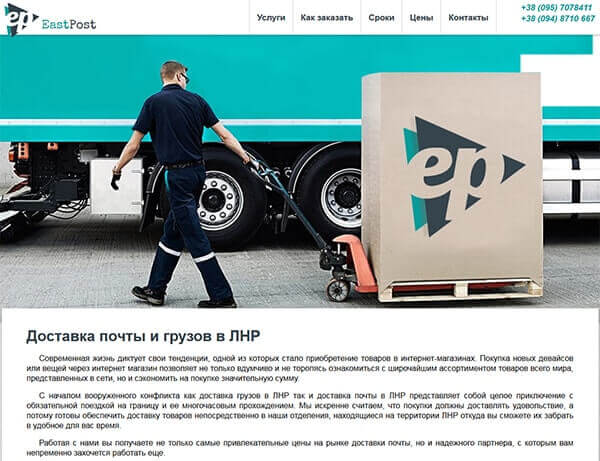 ep EastPost
Услуги
Как заказать
Сроки
Цены
Контакты
+38 (095) 7078411
+38 (094) 8710 667
ep
Доставка почты и грузов в ЛНР
Современная жизнь диктует свои тенденции, одной из которых стало приобретение товаров в интернет-магазинах. Покупка новых девайсов
или вещей через интернет магазин позволяет не только вдумчиво и не торопясь ознакомиться с широчайшим ассортиментом товаров всего мира,
представленных в сети, но и сэкономить на покупке значительную сумму.
С началом вооруженного конфликта как доставка грузов в ЛНР так и доставка почты в ЛНР представляет собой целое приключение с
обязательной поездкой на границу и ее многочасовым прохождением. Мы искренне считаем, что покупки должны доставлять удовольствие, а
потому готовы обеспечить доставку товаров непосредственно в наши отделения, находящиеся на территории ЛНР откуда вы сможете их забрать
в удобное для вас время.
Работая с нами вы получаете не только самые привлекательные цены на рынке доставки почты, но и надежного партнера, с которым вам
непременно захочется работать еще.